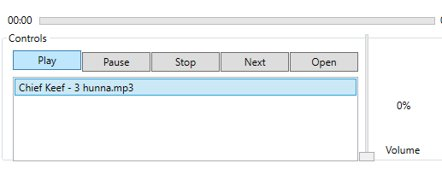 00:00
Controls
Play Pause Stop Next Open
Chief Keef - 3 hunna.mp3
0%
Volume